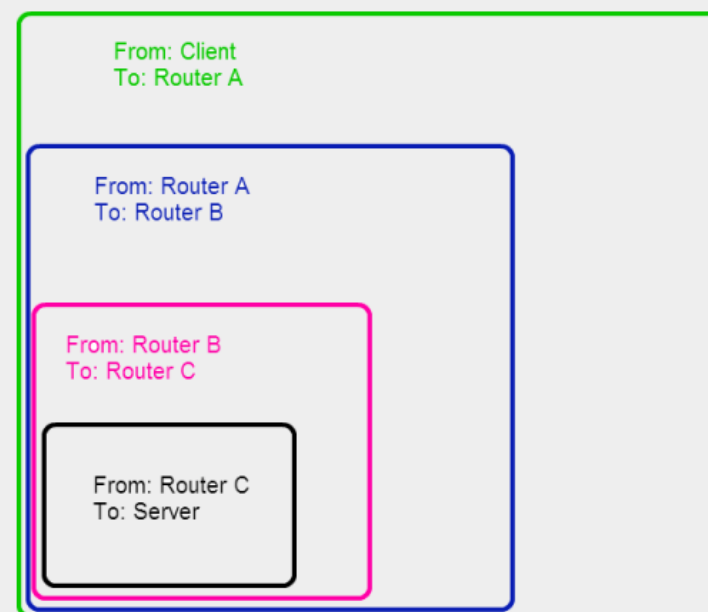 From: Client
To: Router A
From: Router A
To: Router B
From: Router B
To: Router C
From: Router C
To: Server